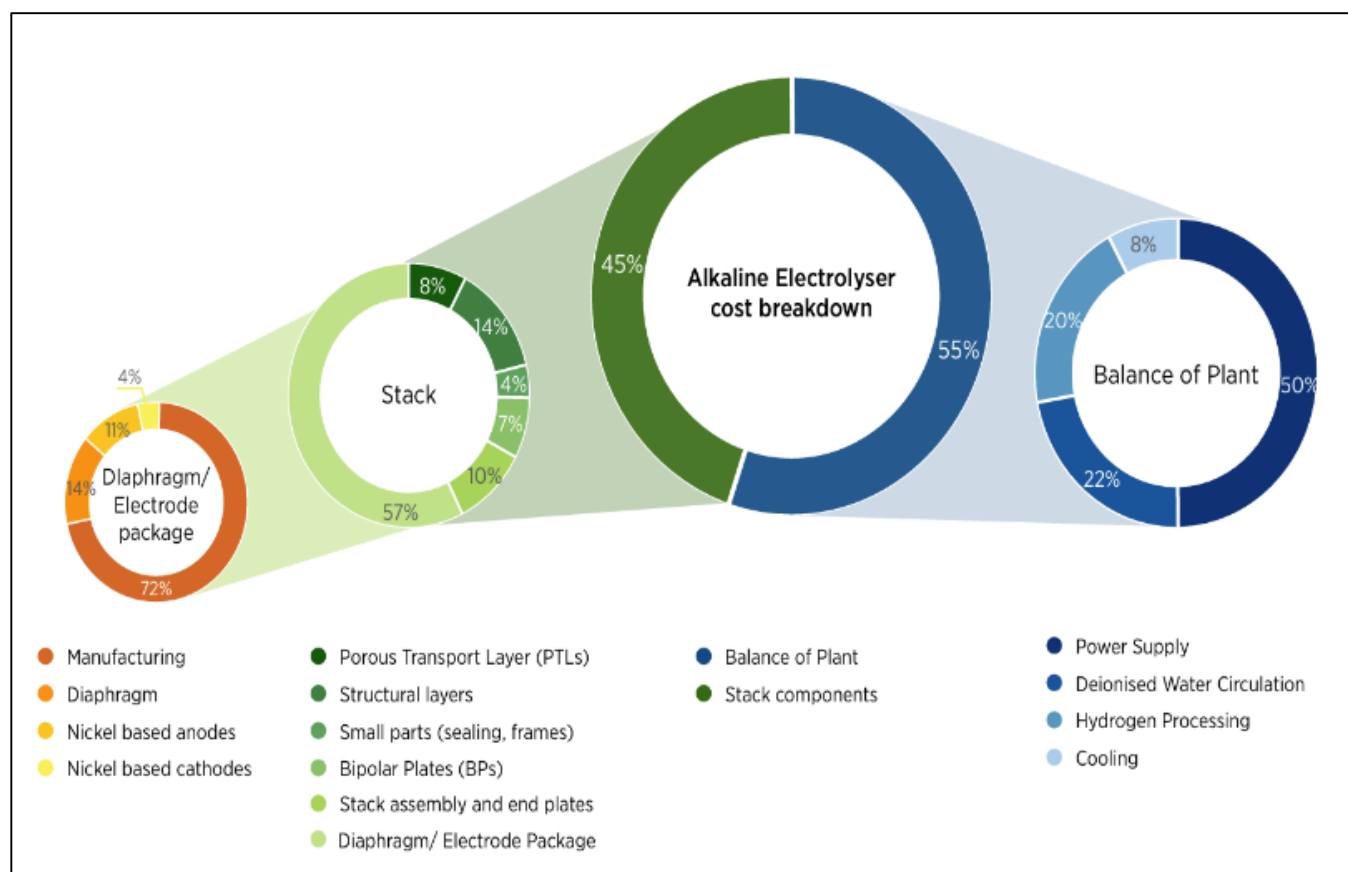 Alkaline Electrolyser
cost breakdown
45%
55%
Stack
8%
14%
4%
7%
10%
57%
Diaphragm/
Electrode
package
4%
11%
14%
72%
Balance of Plant
8%
20%
22%
50%
Manufacturing
Diaphragm
Nickel based anodes
Nickel based cathodes
Porous Transport Layer (PTLs)
Structural layers
Small parts (sealing, frames)
Bipolar Plates (BPs)
Stack assembly and end plates
Diaphragm/ Electrode Package
Balance of Plant
Stack components
Power Supply
Deionised Water Circulation
Hydrogen Processing
Cooling